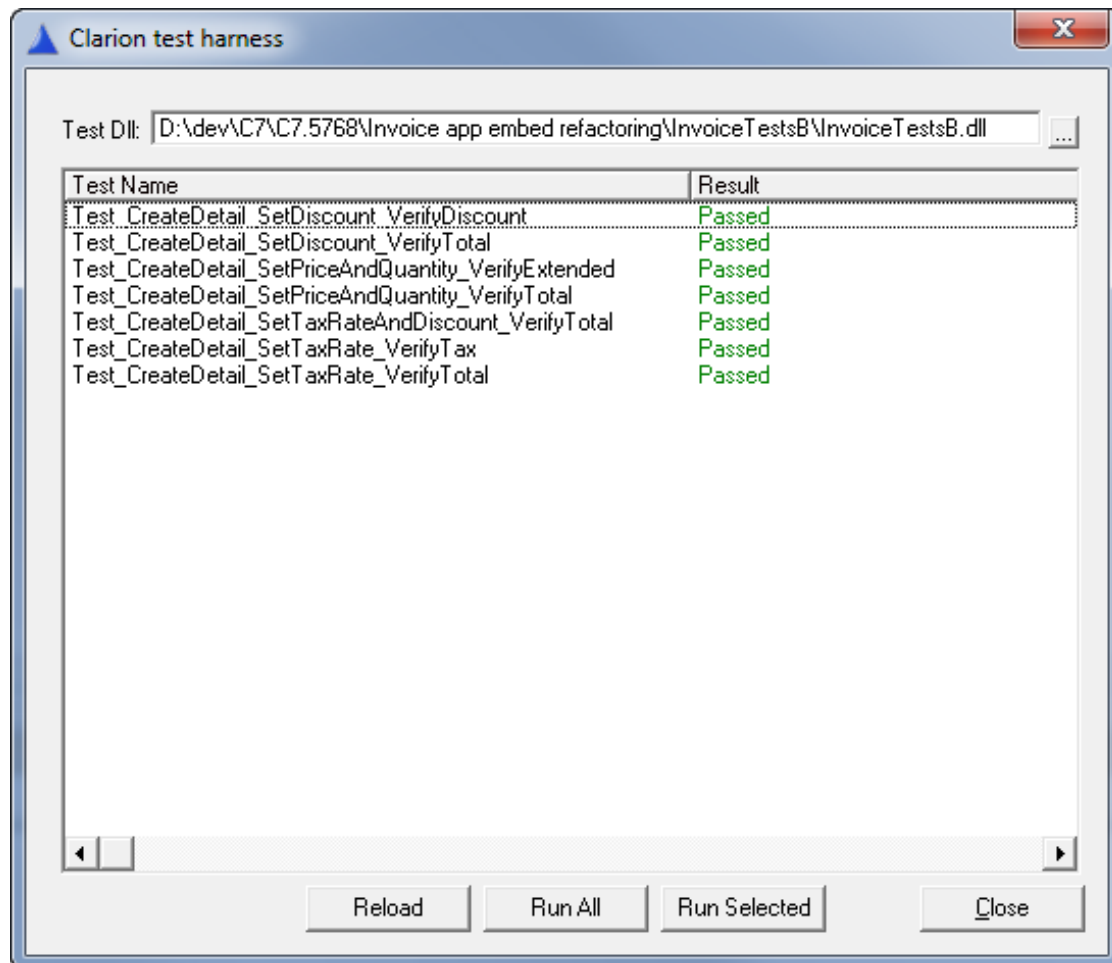 Clarion test harness
Test Dll: D:\dev\C7\C7.5768\Invoice app embed refactoring\InvoiceTestsB\InvoiceTestsB.dll ...
Test Name Result
Test_CreateDetail_SetDiscount_VerifyDiscount Passed
Test_CreateDetail_SetDiscount_VerifyTotal Passed
Test_CreateDetail_SetPriceAndQuantity_VerifyExtended Passed
Test_CreateDetail_SetPriceAndQuantity_VerifyTotal Passed
Test_CreateDetail_SetTaxRateAndDiscount_VerifyTotal Passed
Test_CreateDetail_SetTaxRate_VerifyTax Passed
Test_CreateDetail_SetTaxRate_VerifyTotal Passed
Reload Run All Run Selected Close